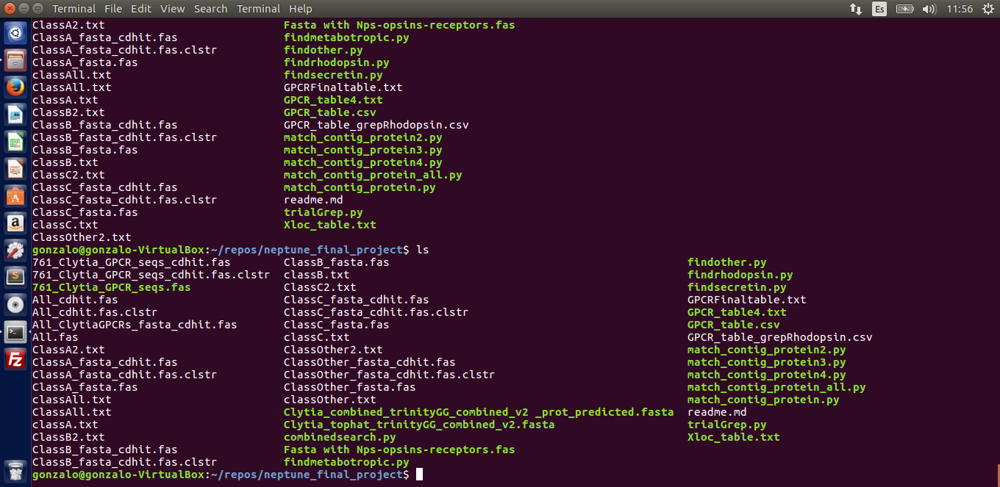 Terminal File Edit View Search Terminal Help Es 11:56
ClassA2.txt Fasta with Nps-opsins-receptors.fas
ClassA_fasta_cdhit.fas findmetabotropic.py
ClassA_fasta_cdhit.fas.clstr findother.py
ClassA_fasta.fas findrhodopsin.py
classAll.txt findsecretin.py
ClassAll.txt GPCRFinaltable.txt
classA.txt GPCR_table4.txt
ClassB2.txt GPCR_table.csv
ClassB_fasta_cdhit.fas GPCR_table_grepRhodopsin.csv
ClassB_fasta_cdhit.fas.clstr match_contig_protein2.py
ClassB_fasta.fas match_contig_protein3.py
classB.txt match_contig_protein4.py
ClassC2.txt match_contig_protein_all.py
ClassC_fasta_cdhit.fas match_contig_protein.py
ClassC_fasta_cdhit.fas.clstr readme.md
ClassC_fasta.fas trialGrep.py
classC.txt Xloc_table.txt
ClassOther2.txt
gonzalo@gonzalo-VirtualBox:~/repos/neptune_final_project$ ls
761_Clytia_GPCR_seqs_cdhit.fas ClassB_fasta.fas findother.py
761_Clytia_GPCR_seqs_cdhit.fas.clstr classB.txt findrhodopsin.py
761_Clytia_GPCR_seqs.fas ClassC2.txt findsecretin.py
All_cdhit.fas ClassC_fasta_cdhit.fas GPCRFinaltable.txt
All_cdhit.fas.clstr ClassC_fasta_cdhit.fas.clstr GPCR_table4.txt
All_ClytiaGPCRs_fasta_cdhit.fas ClassC_fasta.fas GPCR_table.csv
All.fas classC.txt GPCR_table_grepRhodopsin.csv
ClassA2.txt ClassOther2.txt match_contig_protein2.py
ClassA_fasta_cdhit.fas ClassOther_fasta_cdhit.fas match_contig_protein3.py
ClassA_fasta_cdhit.fas.clstr ClassOther_fasta_cdhit.fas.clstr match_contig_protein4.py
ClassA_fasta.fas ClassOther_fasta.fas match_contig_protein_all.py
classAll.txt classOther.txt match_contig_protein.py
ClassAll.txt Clytia_combined_trinityGG_combined_v2 _prot_predicted.fasta readme.md
classA.txt Clytia_tophat_trinityGG_combined_v2.fasta trialGrep.py
ClassB2.txt combinedsearch.py Xloc_table.txt
ClassB_fasta_cdhit.fas Fasta with Nps-opsins-receptors.fas
ClassB_fasta_cdhit.fas.clstr findmetabotropic.py
gonzalo@gonzalo-VirtualBox:~/repos/neptune_final_project$